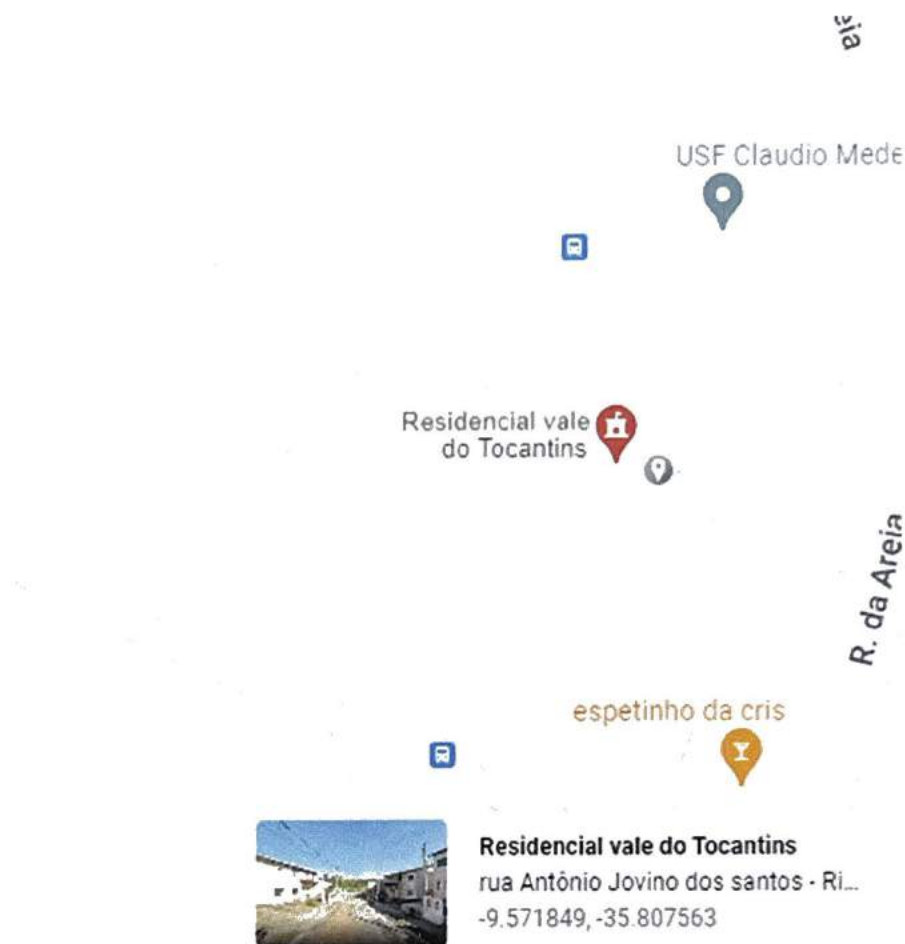 eia
USF Claudio Mede
Residencial vale
do Tocantins
R. da Areia
espetinho da cris
Residencial vale do Tocantins
rua Antônio Jovino dos santos - Ri...
-9.571849, -35.807563